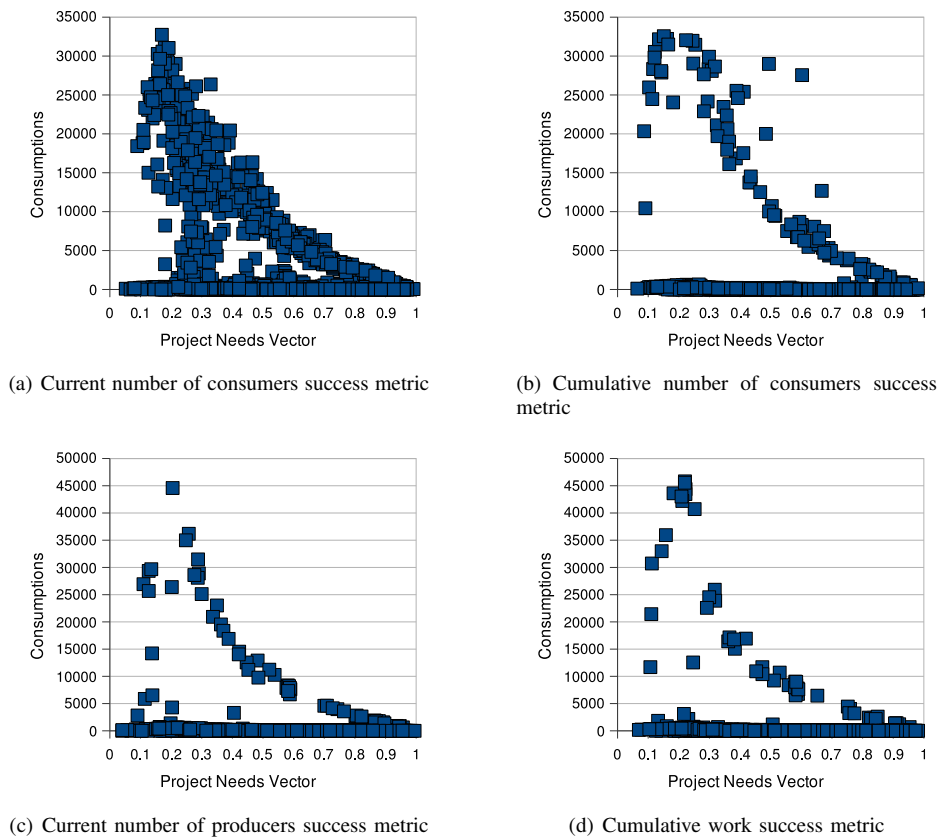 35000
30000
25000
20000
15000
10000
5000
0
Consumptions
0 0.1 0.2 0.3 0.4 0.5 0.6 0.7 0.8 0.9 1
Project Needs Vector
(a) Current number of consumers success metric
35000
30000
25000
20000
15000
10000
5000
0
Consumptions
0 0.1 0.2 0.3 0.4 0.5 0.6 0.7 0.8 0.9 1
Project Needs Vector
(b) Cumulative number of consumers success
metric
50000
45000
40000
35000
30000
25000
20000
15000
10000
5000
0
Consumptions
0 0.1 0.2 0.3 0.4 0.5 0.6 0.7 0.8 0.9 1
Project Needs Vector
(c) Current number of producers success metric
50000
45000
40000
35000
30000
25000
20000
15000
10000
5000
0
Consumptions
0 0.1 0.2 0.3 0.4 0.5 0.6 0.7 0.8 0.9 1
Project Needs Vector
(d) Cumulative work success metric